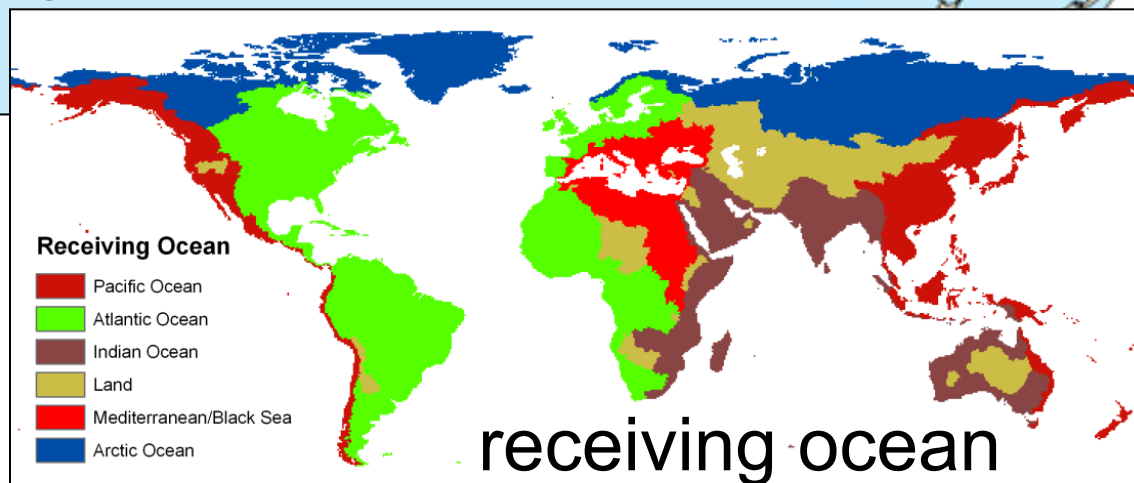 Receiving Ocean
Pacific Ocean
Atlantic Ocean
Indian Ocean
Land
Mediterranean/Black Sea
Arctic Ocean
receiving ocean